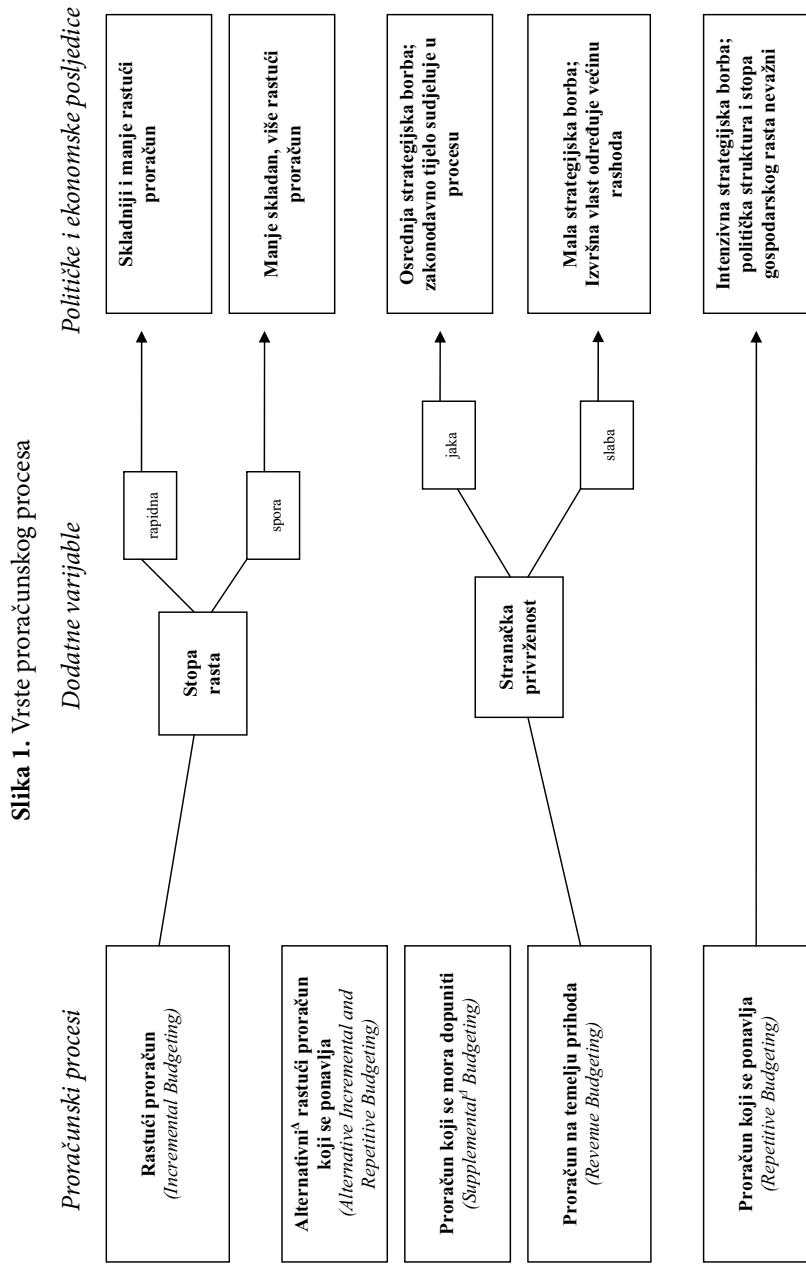 Slika 1. Vrste proračunskog procesa
Proračunski procesi
Dodatne varijable
Političke i ekonomske posljedice
Rastući proračun
(Incremental Budgeting)
Stopa
rasta
rapidna
spora
Skladniji i manje rastući
proračun
Manje skladan, više rastući
proračun
Alternativni^Δ rastući proračun
koji se ponavlja
(Alternative Incremental and
Repetitive Budgeting)
Proračun koji se mora dopuniti
(Supplemental^Δ Budgeting)
Proračun na temelju prihoda
(Revenue Budgeting)
Stranačka
privrženost
jaka
slaba
Osrednja strategijska borba;
zakonodavno tijelo sudjeluje u
procesu
Mala strategijska borba;
Izvršna vlast određuje većinu
rashoda
Proračun koji se ponavlja
(Repetitive Budgeting)
Intenzivna strategijska borba;
politička struktura i stopa
gospodarskog rasta nevažni